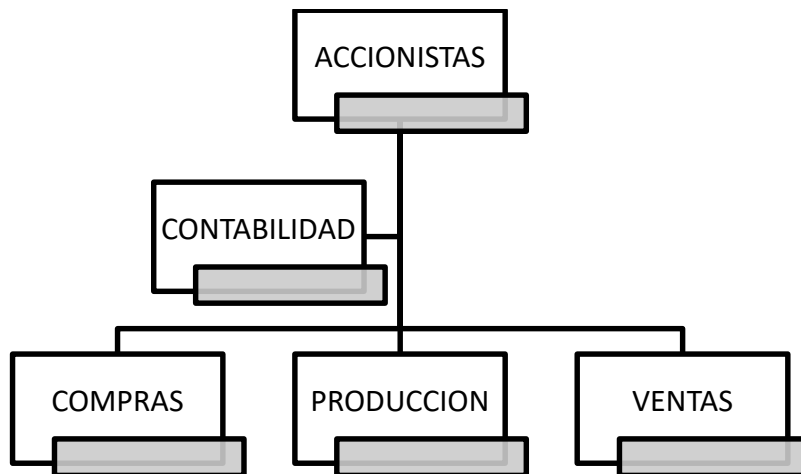 ACCIONISTAS
CONTABILIDAD
COMPRAS
PRODUCCION
VENTAS